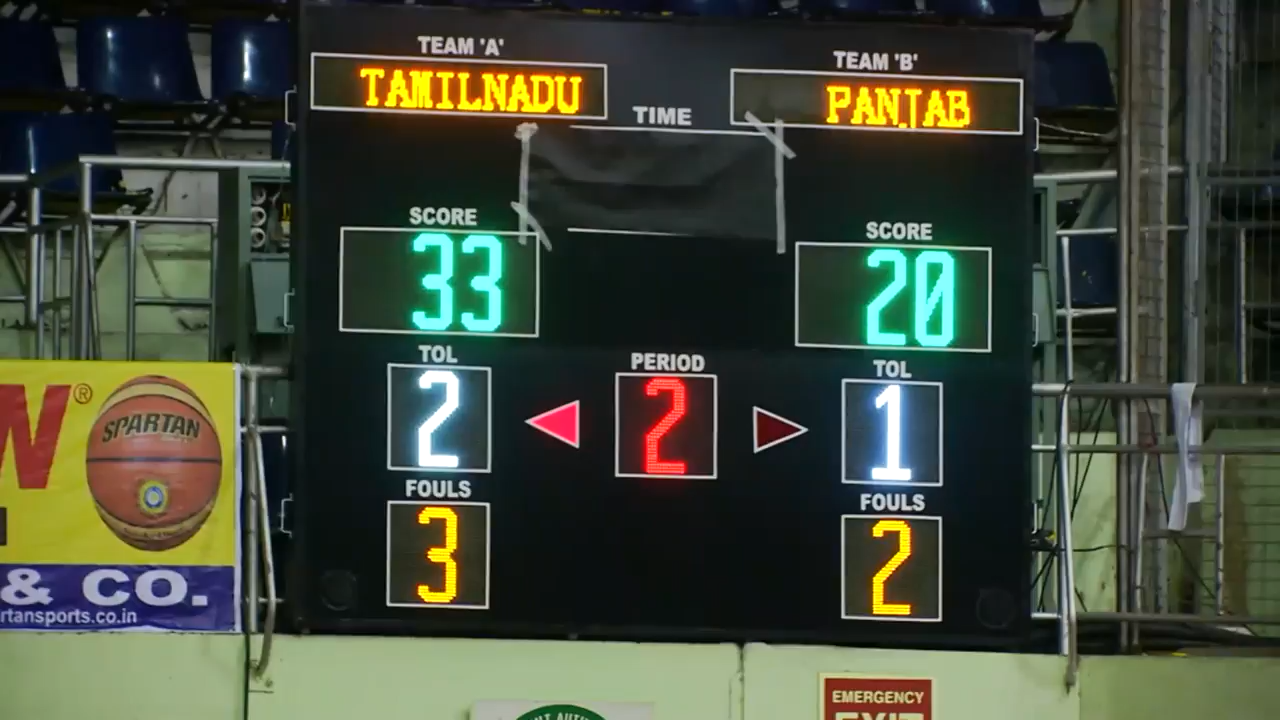 TEAM 'A'
TEAM 'B'
TAMILNADU
PANJAB
TIME
SCORE
SCORE
33
20
TOL
PERIOD
TOL
2
2
1
FOULS
FOULS
3
2
W®
SPARTAN
& CO.
rtansports.co.in
EMERGENCY
EXIT